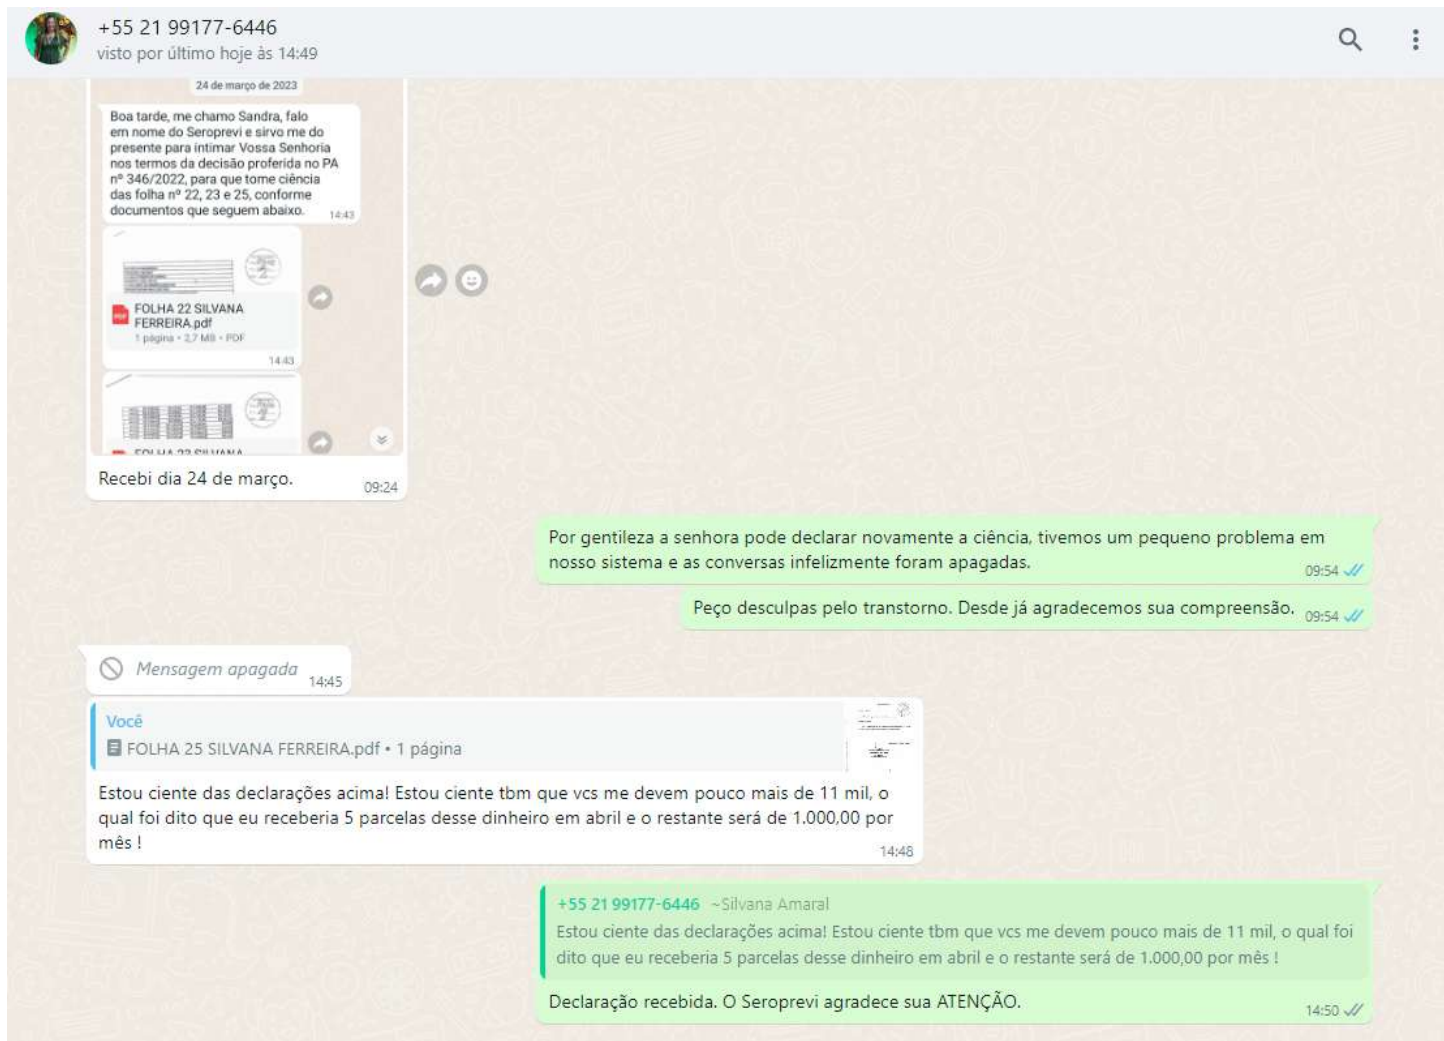 +55 21 99177-6446
visto por último hoje às 14:49
24 de março de 2023
Boa tarde, me chamo Sandra, falo
em nome do Seroprevi e sirvo me do
presente para intimar Vossa Senhoria
nos termos da decisão proferida no PA
nº 346/2022, para que tome ciência
das folha nº 22, 23 e 25, conforme
documentos que seguem abaixo.
14:43
FOLHA 22 SILVANA
FERREIRA.pdf
1 página • 2,7 MB • PDF
14:43
Recebi dia 24 de março.
09:24
Por gentileza a senhora pode declarar novamente a ciência, tivemos um pequeno problema em
nosso sistema e as conversas infelizmente foram apagadas.
09:54
Peço desculpas pelo transtorno. Desde já agradecemos sua compreensão.
09:54
Mensagem apagada
14:45
Você
FOLHA 25 SILVANA FERREIRA.pdf • 1 página
Estou ciente das declarações acima! Estou ciente tbm que vcs me devem pouco mais de 11 mil, o
qual foi dito que eu receberia 5 parcelas desse dinheiro em abril e o restante será de 1.000,00 por
mês !
14:48
+55 21 99177-6446 ~Silvana Amaral
Estou ciente das declarações acima! Estou ciente tbm que vcs me devem pouco mais de 11 mil, o qual foi
dito que eu receberia 5 parcelas desse dinheiro em abril e o restante será de 1.000,00 por mês !
Declaração recebida. O Seroprevi agradece sua ATENÇÃO.
14:50